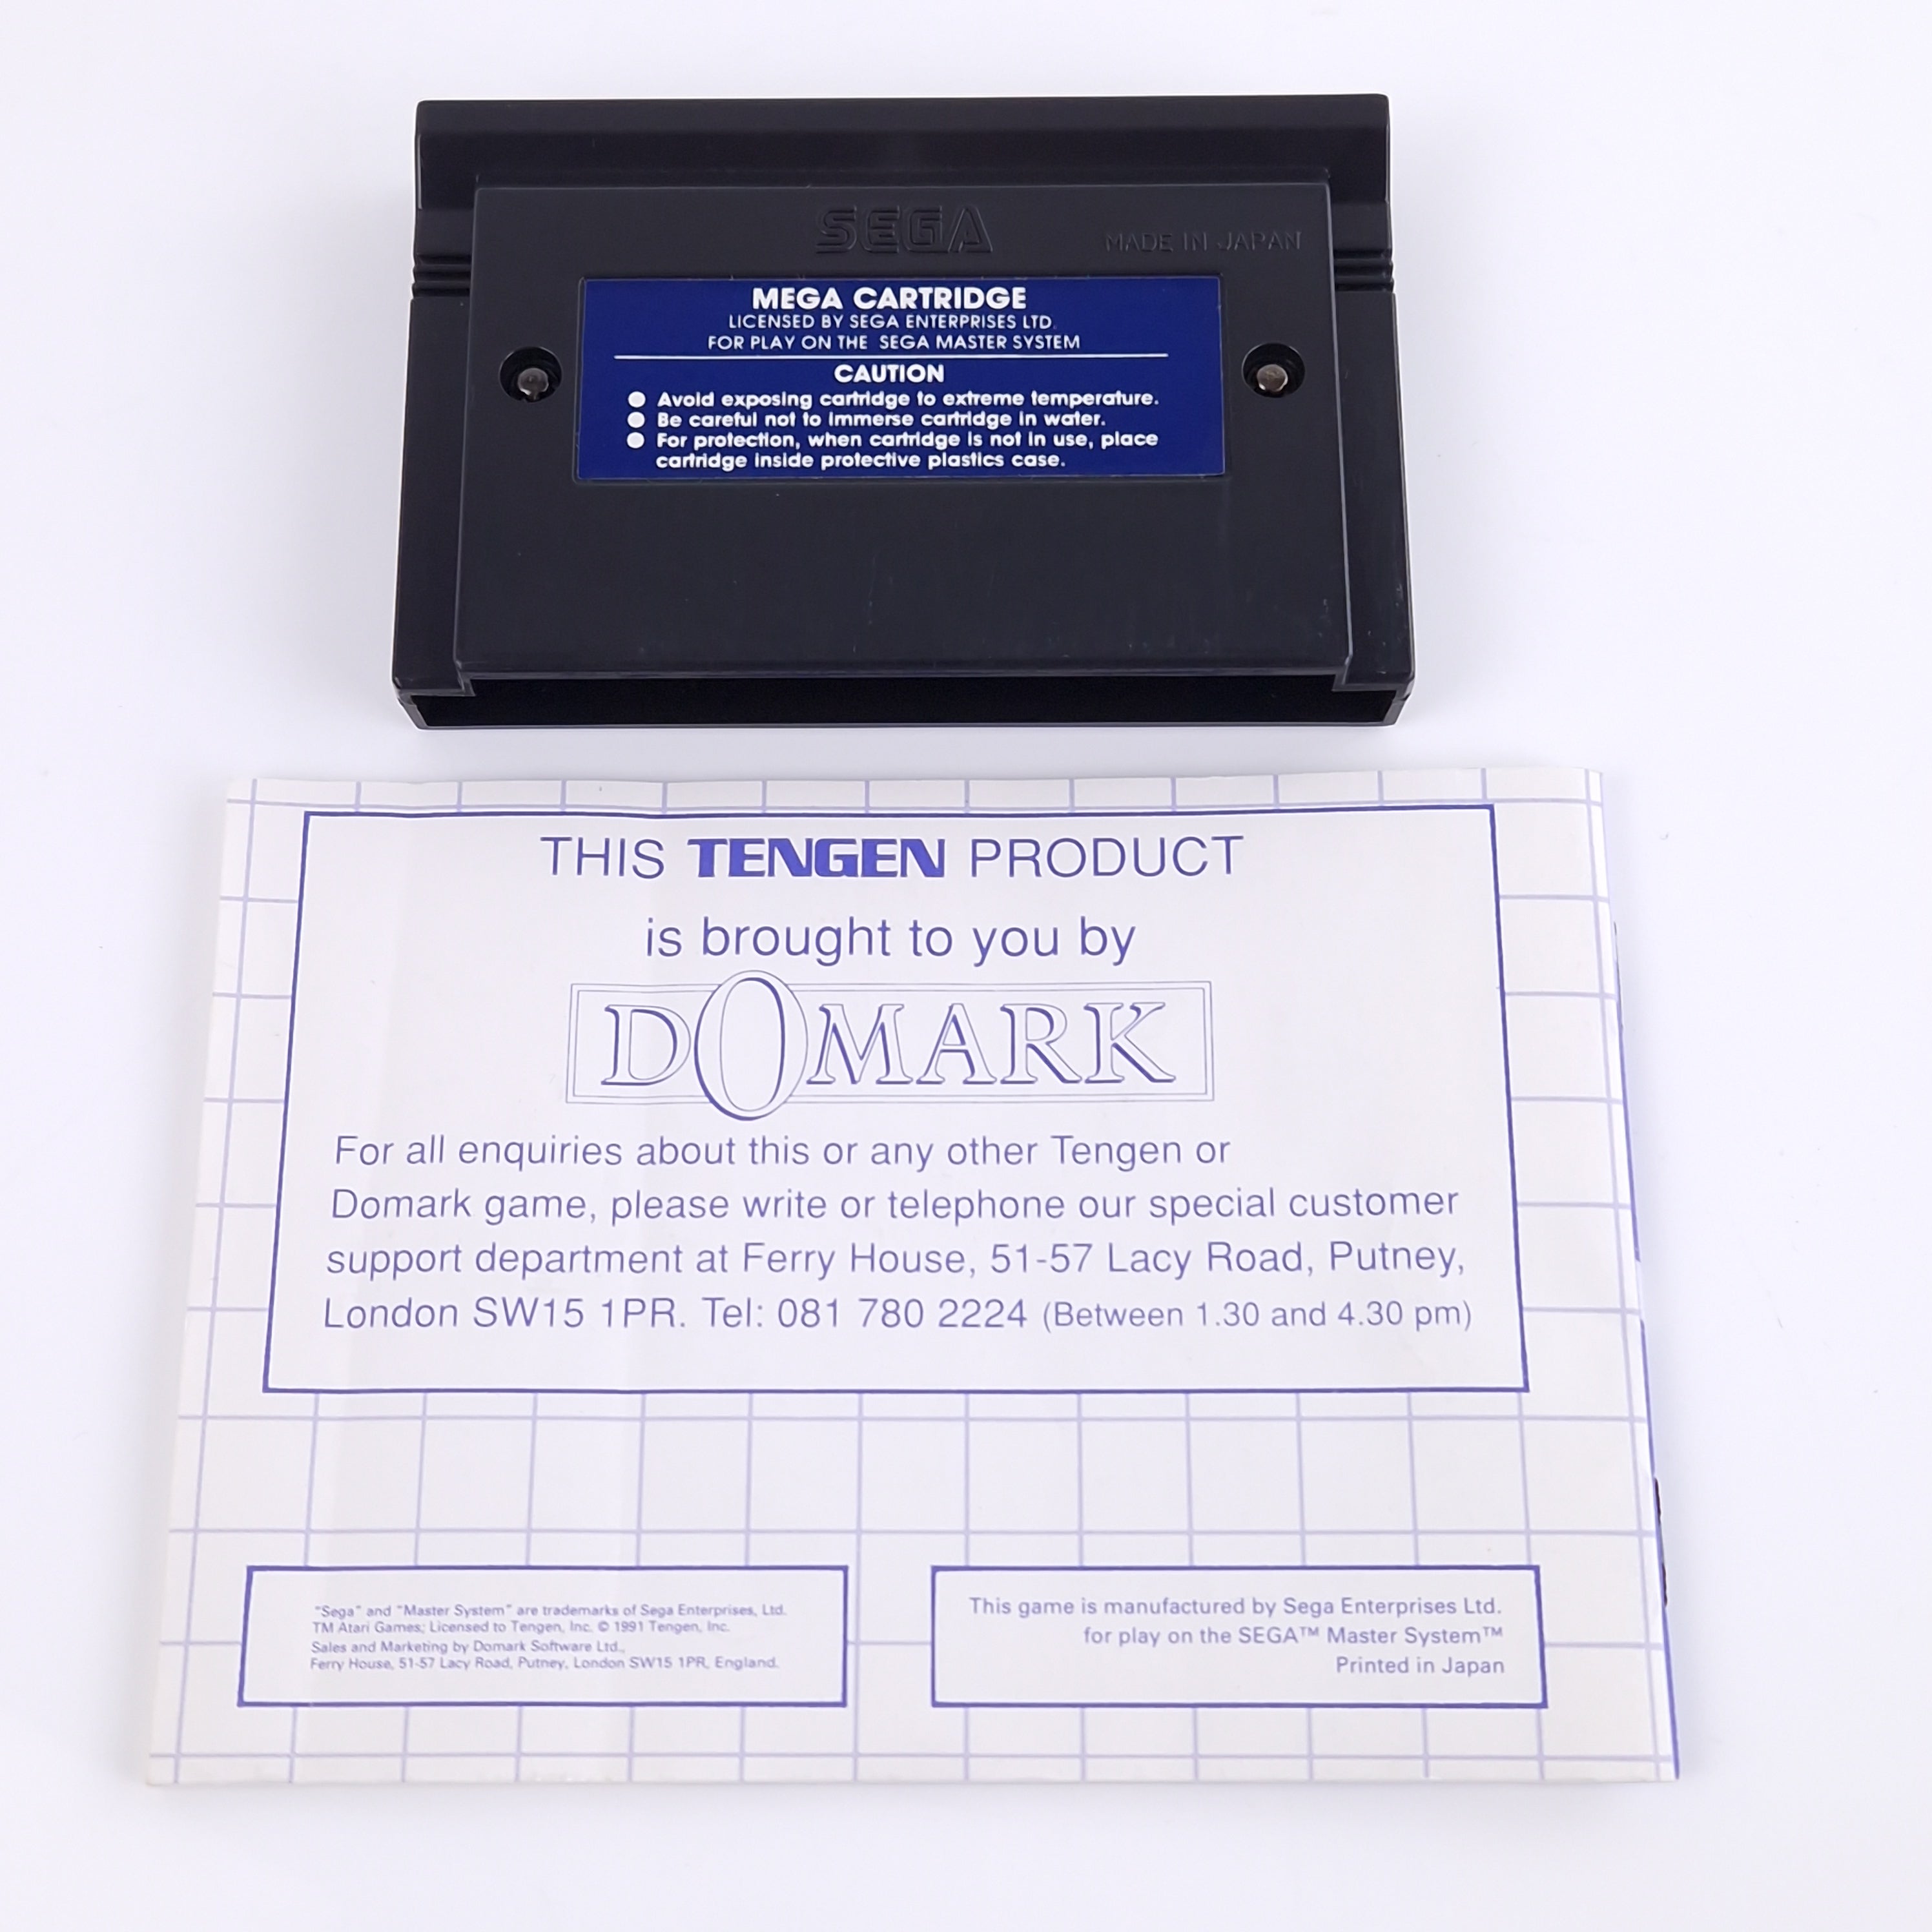 SEGA
MADE IN JAPAN
MEGA CARTRIDGE
LICENSED BY SEGA ENTERPRISES LTD.
FOR PLAY ON THE SEGA MASTER SYSTEM
CAUTION
● Avoid exposing cartridge to extreme temperature.
● Be careful not to immerse cartridge in water.
● For protection, when cartridge is not in use, place
cartridge inside protective plastics case.
THIS TENGEN PRODUCT
is brought to you by
DOMARK
For all enquiries about this or any other Tengen or
Domark game, please write or telephone our special customer
support department at Ferry House, 51-57 Lacy Road, Putney,
London SW15 1PR. Tel: 081 780 2224 (Between 1.30 and 4.30 pm)
"Sega" and "Master System" are trademarks of Sega Enterprises, Ltd.
TM Atari Games; Licensed to Tengen, Inc. © 1991 Tengen, Inc.
Sales and Marketing by Domark Software Ltd.,
Ferry House, 51-57 Lacy Road, Putney, London SW15 1PR, England.
This game is manufactured by Sega Enterprises Ltd.
for play on the SEGA™ Master System™
Printed in Japan